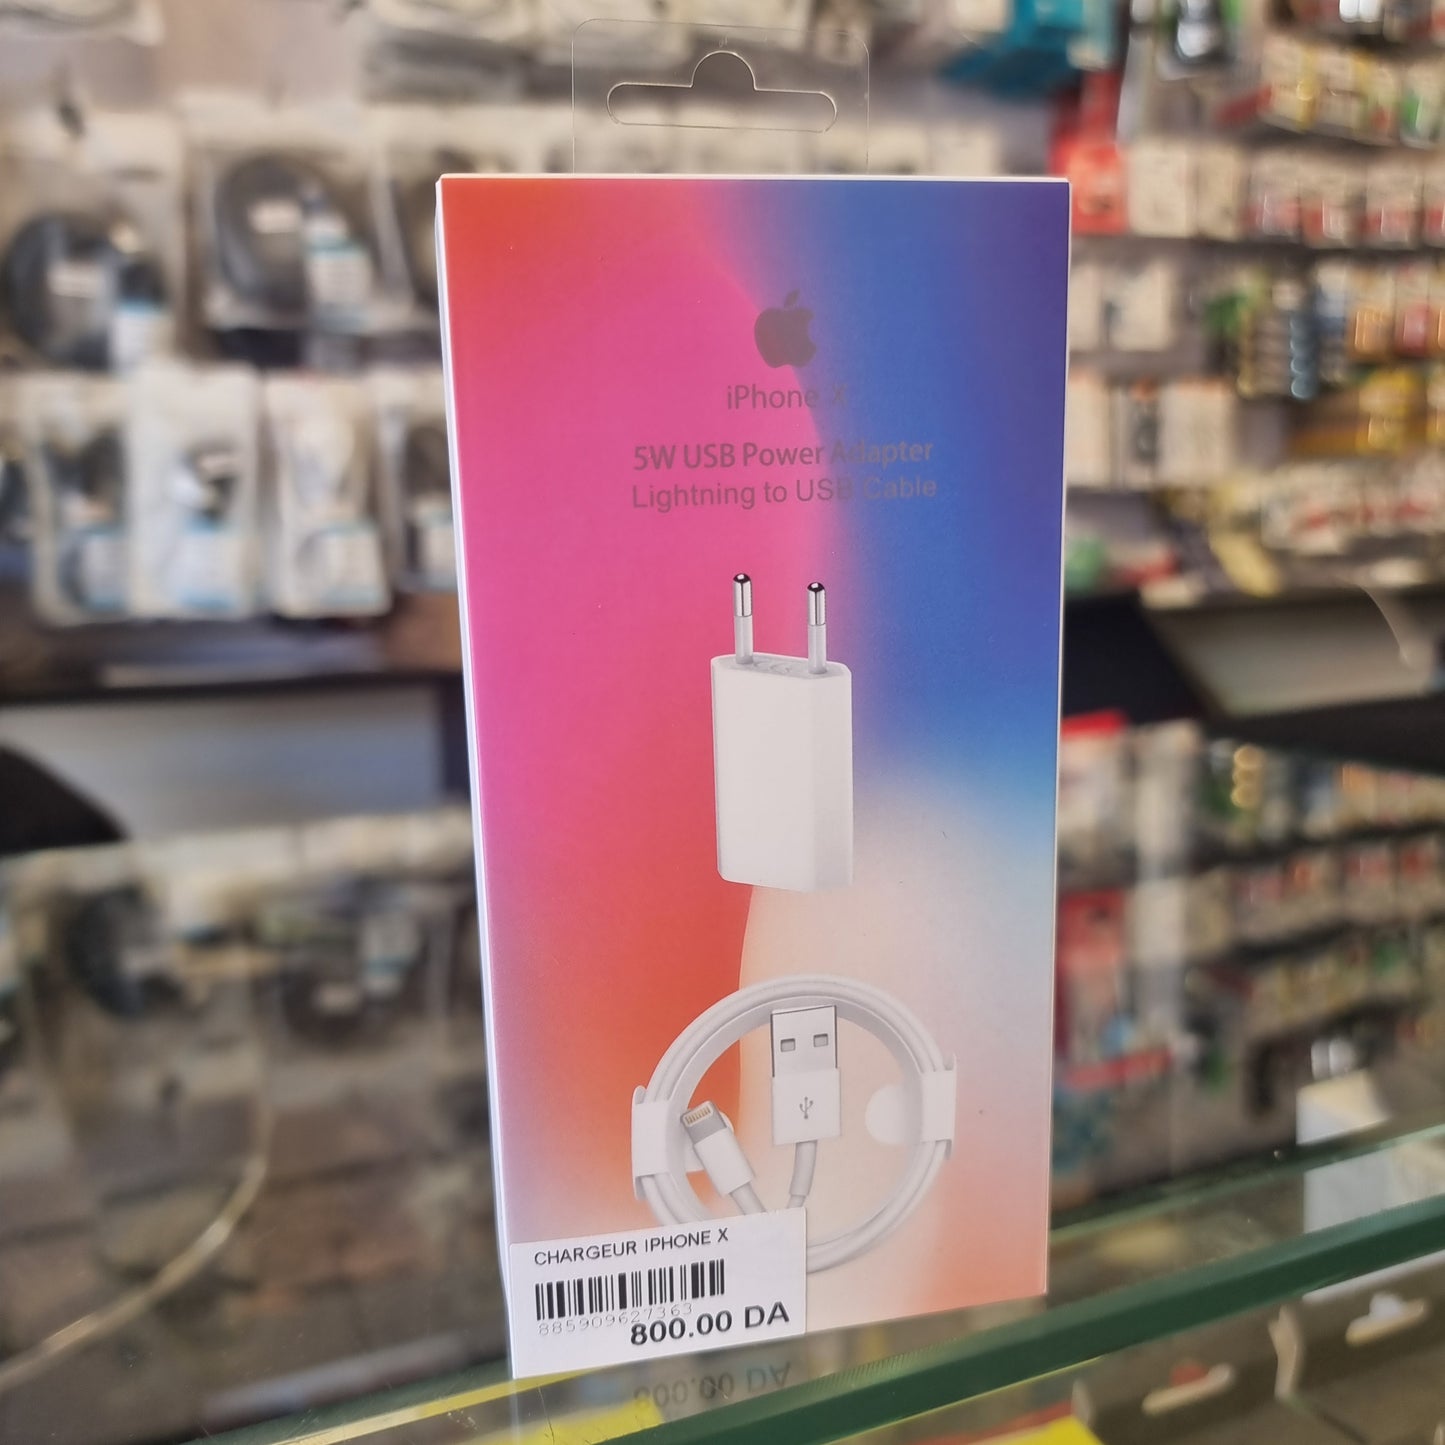 iPhone X
5W USB Power Adapter
Lightning to USB Cable
CHARGEUR IPHONE X
885909627363
800.00 DA